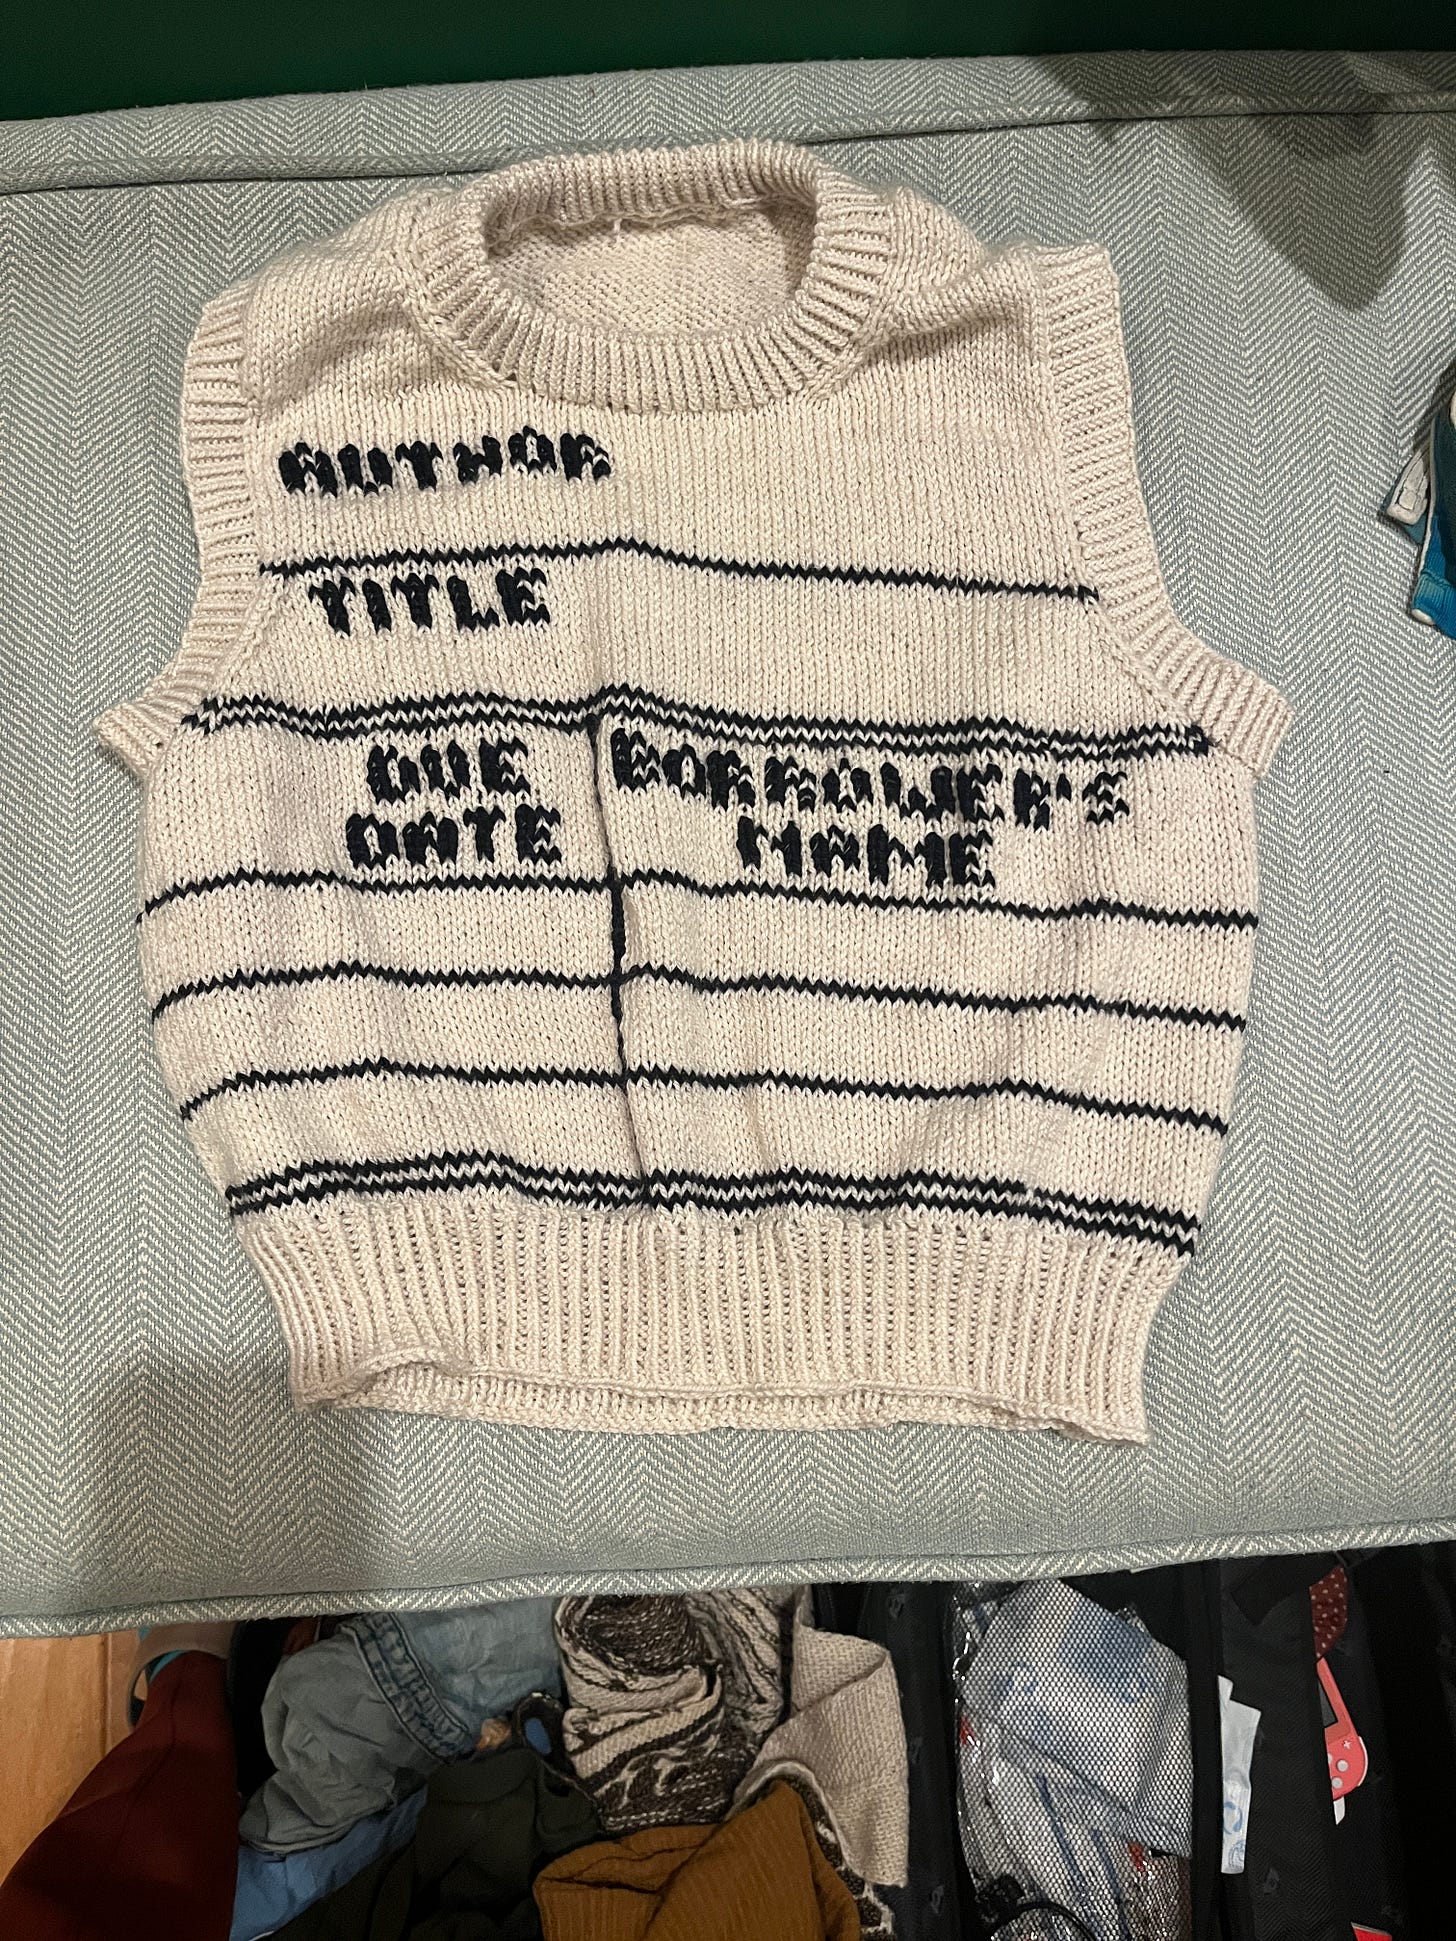 AUTHOR
TITLE
DUE
DATE
BORROWER'S
NAME